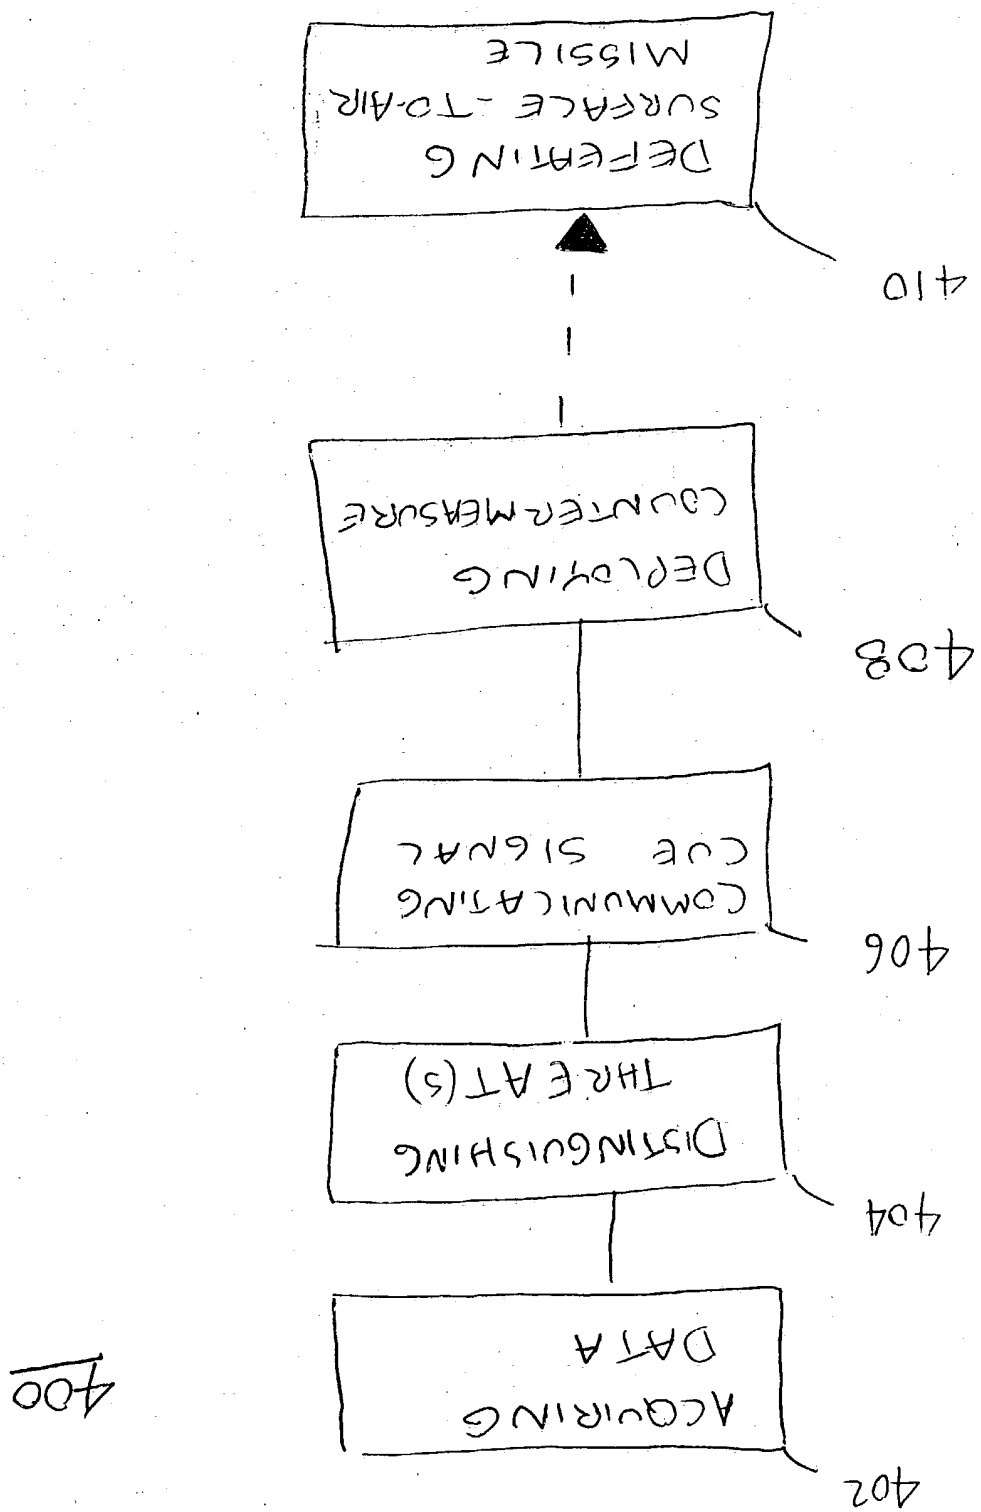 402
ACQUIRING
DATA
400
404
DISTINGUISHING
THREAT(S)
406
COMMUNICATING
CUE SIGNAL
408
DEPLOYING
COUNTERMEASURE
410
DEFEATING
SURFACE-TO-AIR
MISSILE